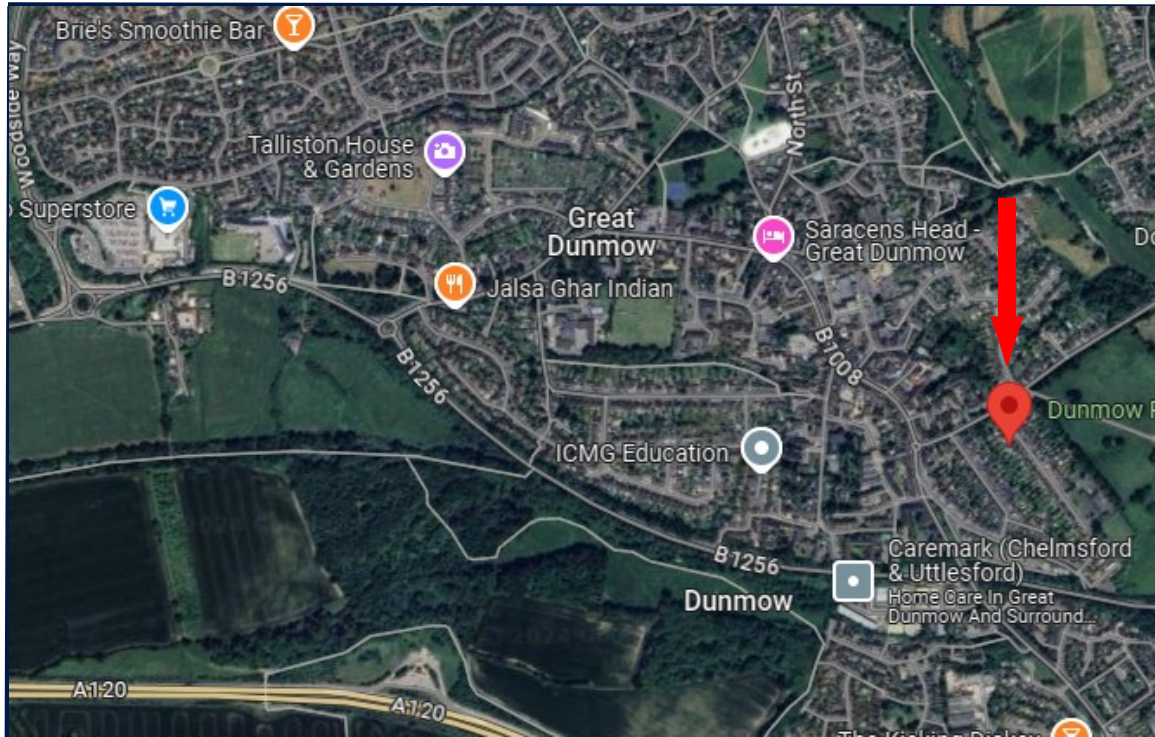 Brie's Smoothie Bar
Woodside Way
North St
Talliston House
& Gardens
Superstore
Great
Dunmow
Saracens Head -
Great Dunmow
B1256
Jalsa Ghar Indian
B1256
B1008
Dunmow
ICMG Education
B1256
Caremark (Chelmsford
& Uttlesford)
Home Care In Great
Dunmow And Surround...
Dunmow
A120
A120